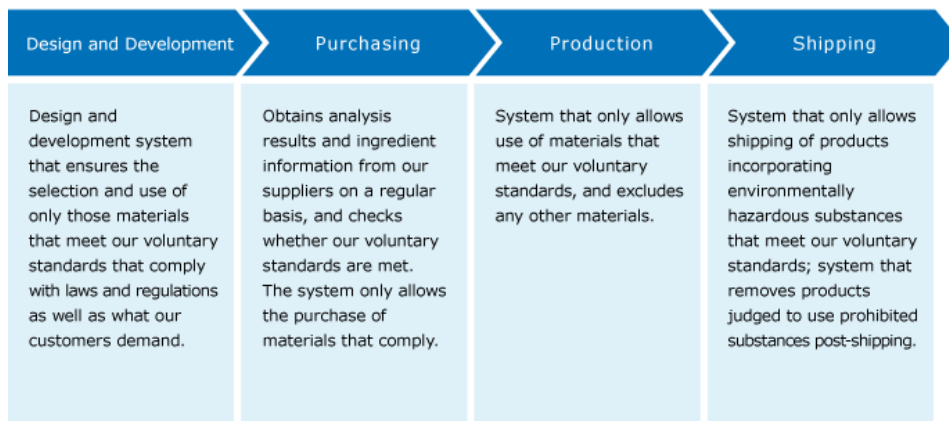 Design and Development
Purchasing
Production
Shipping
Design and
development system
that ensures the
selection and use of
only those materials
that meet our voluntary
standards that comply
with laws and regulations
as well as what our
customers demand.
Obtains analysis
results and ingredient
information from our
suppliers on a regular
basis, and checks
whether our voluntary
standards are met.
The system only allows
the purchase of
materials that comply.
System that only allows
use of materials that
meet our voluntary
standards, and excludes
any other materials.
System that only allows
shipping of products
incorporating
environmentally
hazardous substances
that meet our voluntary
standards; system that
removes products
judged to use prohibited
substances post-shipping.